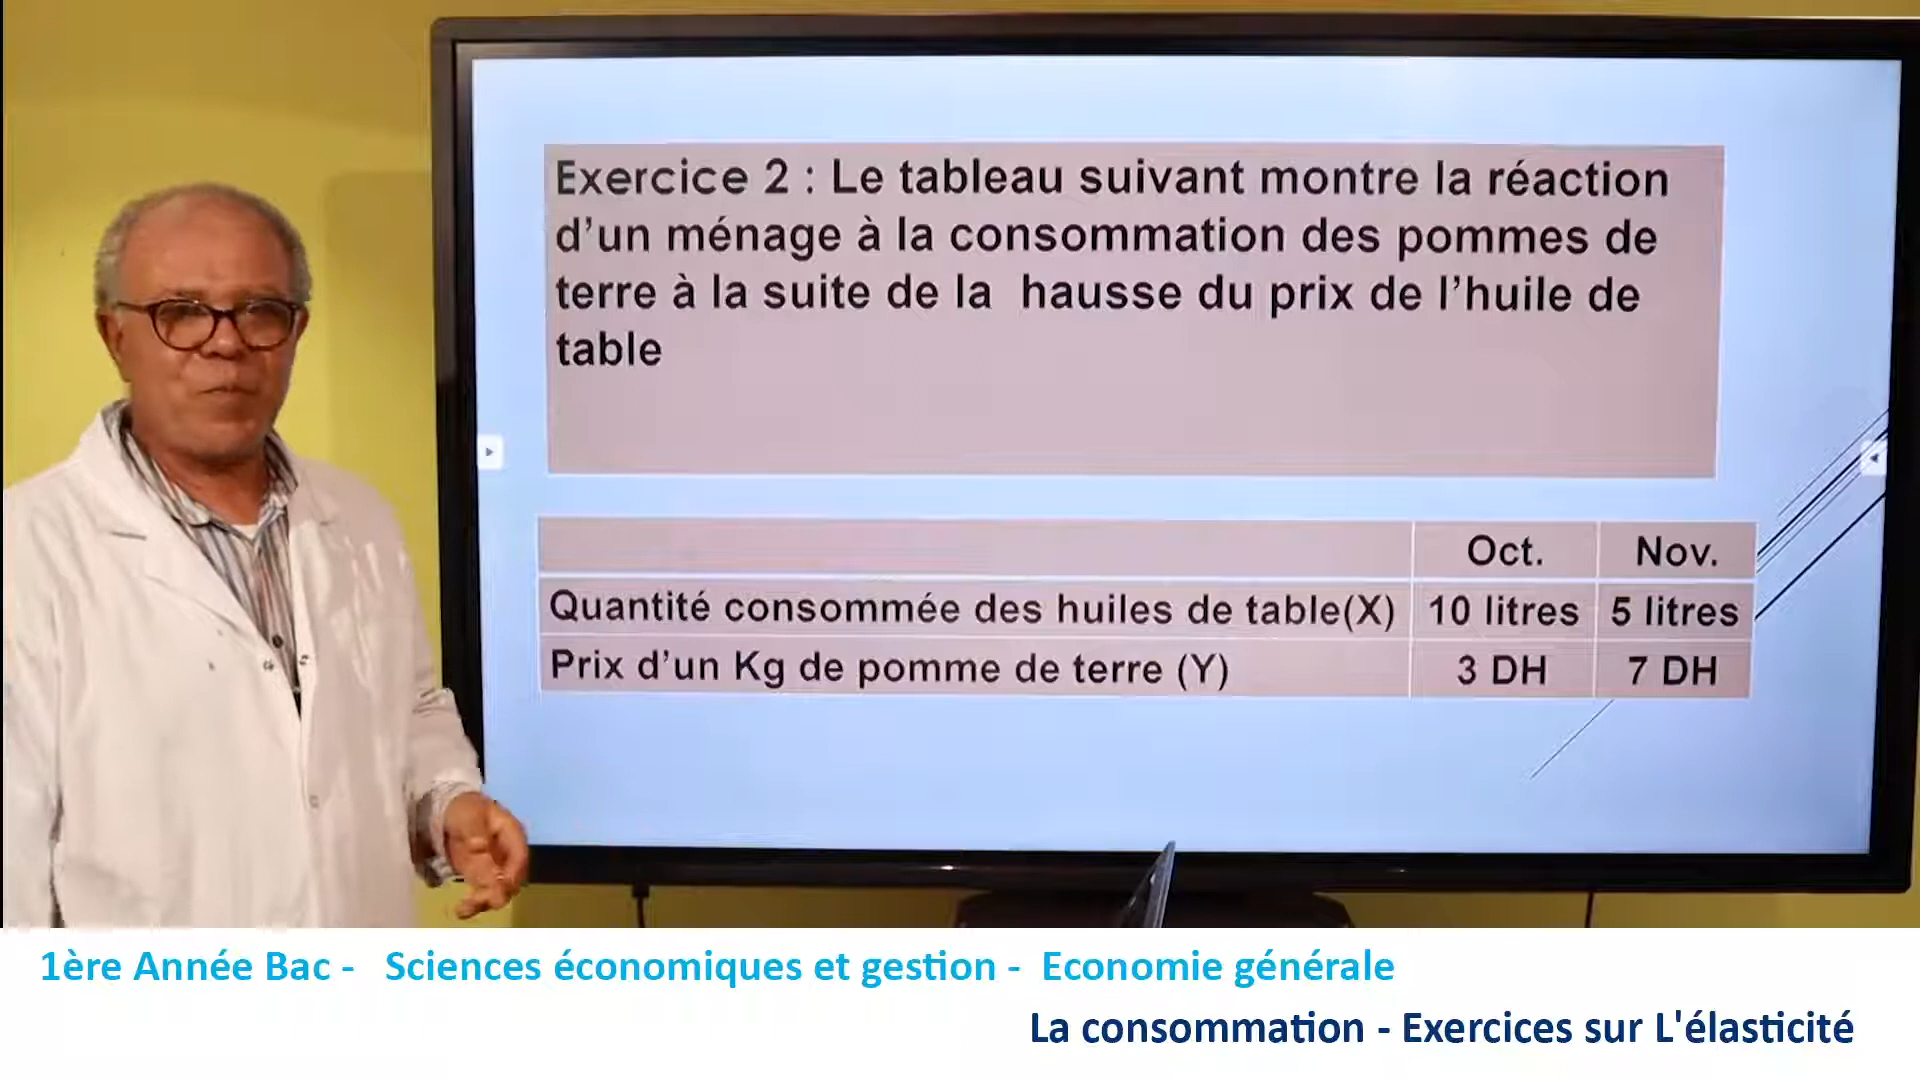 Exercice 2 : Le tableau suivant montre la réaction
d’un ménage à la consommation des pommes de
terre à la suite de la hausse du prix de l’huile de
table
Oct. Nov.
Quantité consommée des huiles de table(X) 10 litres 5 litres
Prix d’un Kg de pomme de terre (Y) 3 DH 7 DH
1ère Année Bac - Sciences économiques et gestion - Economie générale
La consommation - Exercices sur L'élasticité